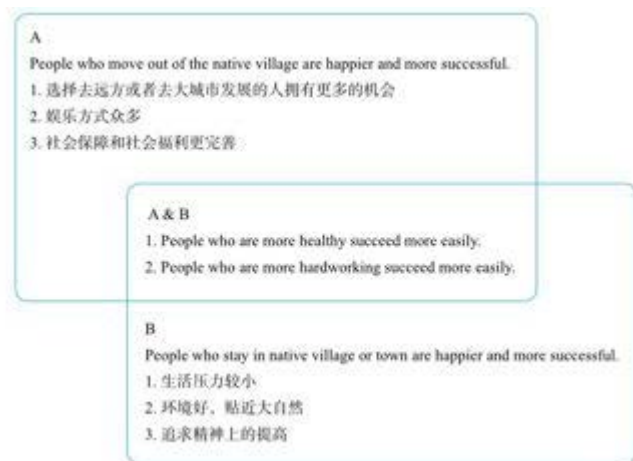 A
People who move out of the native village are happier and more successful.
1. 选择去远方或者去大城市发展的人拥有更多的机会
2. 娱乐方式众多
3. 社会保障和社会福利更完善
A & B
1. People who are more healthy succeed more easily.
2. People who are more hardworking succeed more easily.
B
People who stay in native village or town are happier and more successful.
1. 生活压力较小
2. 环境好、贴近大自然
3. 追求精神上的提高